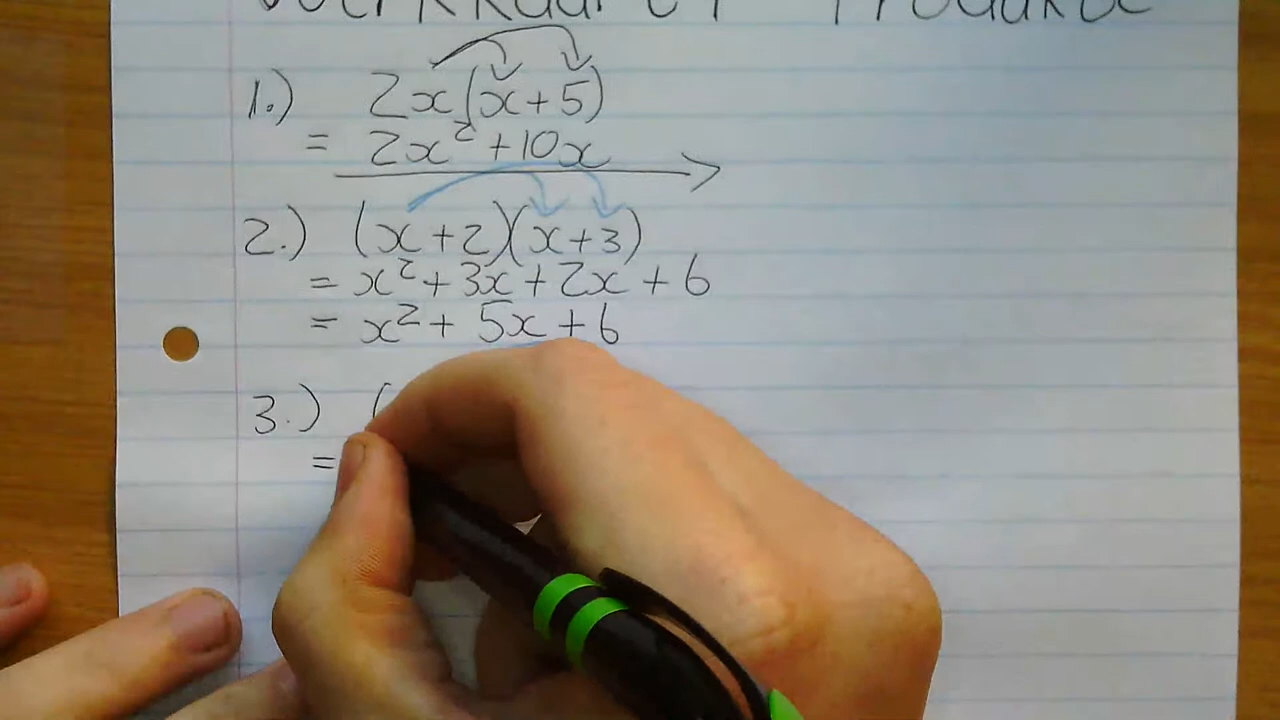 1.) 2x(x+5)
= 2x² + 10x
2.) (x+2)(x+3)
= x² + 3x + 2x + 6
= x² + 5x + 6
3.) (
=